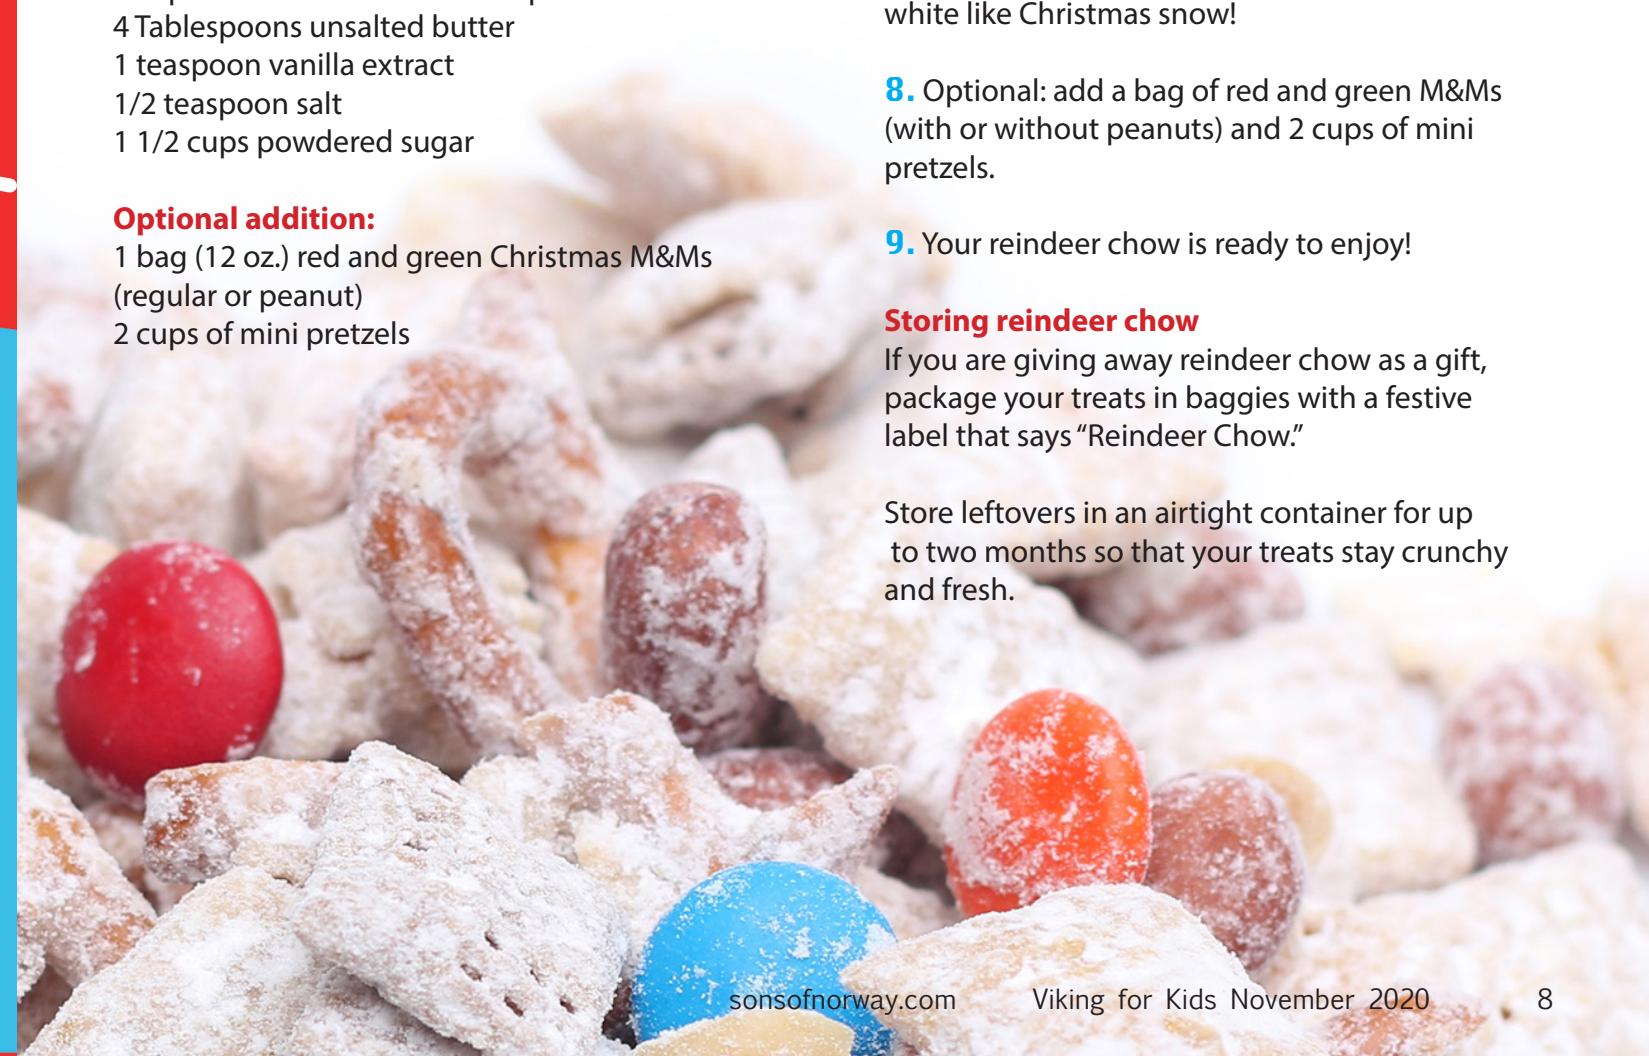 4 Tablespoons unsalted butter
1 teaspoon vanilla extract
1/2 teaspoon salt
1 1/2 cups powdered sugar
Optional addition:
1 bag (12 oz.) red and green Christmas M&Ms
(regular or peanut)
2 cups of mini pretzels
white like Christmas snow!
8. Optional: add a bag of red and green M&Ms
(with or without peanuts) and 2 cups of mini
pretzels.
9. Your reindeer chow is ready to enjoy!
Storing reindeer chow
If you are giving away reindeer chow as a gift,
package your treats in baggies with a festive
label that says “Reindeer Chow.”
Store leftovers in an airtight container for up
to two months so that your treats stay crunchy
and fresh.
sonsofnorway.com Viking for Kids November 2020 8